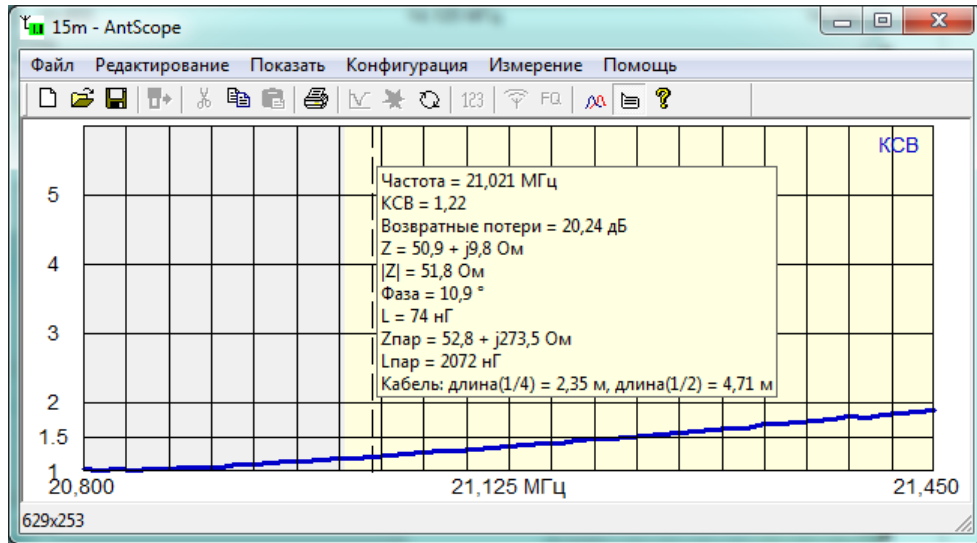 15m - AntScope
Файл Редактирование Показать Конфигурация Измерение Помощь
123 FQ ?
КСВ
5
4
3
2
1.5
1
Частота = 21,021 МГц
КСВ = 1,22
Возвратные потери = 20,24 дБ
Z = 50,9 + j9,8 Ом
|Z| = 51,8 Ом
Фаза = 10,9 °
L = 74 нГ
Zпар = 52,8 + j273,5 Ом
Lпар = 2072 нГ
Кабель: длина(1/4) = 2,35 м, длина(1/2) = 4,71 м
20,800 21,125 МГц 21,450
629x253